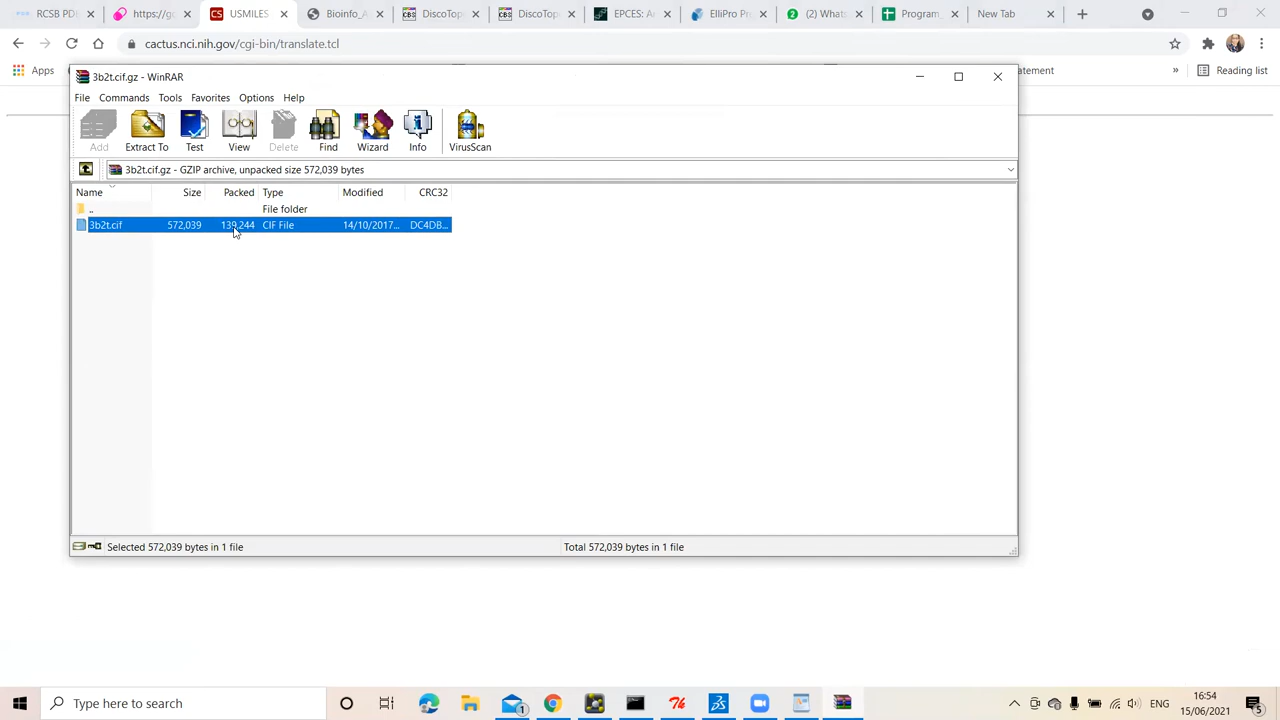 RCSB PDB
https://go
USMILES
Bioinfo_A
DiscoTope
DiscoTop
EPCES:
ElliPro P
(2) Whats
Program_
New Tab
cactus.nci.nih.gov/cgi-bin/translate.tcl
Apps
atement
»
Reading list
3b2t.cif.gz - WinRAR
File Commands Tools Favorites Options Help
Add Extract To Test View Delete Find Wizard Info VirusScan
3b2t.cif.gz - GZIP archive, unpacked size 572,039 bytes
Name Size Packed Type Modified CRC32
.. File folder
3b2t.cif 572,039 139,244 CIF File 14/10/2017... DC4DB...
Selected 572,039 bytes in 1 file
Total 572,039 bytes in 1 file
Type here to search
ENG
16:54
15/06/2021